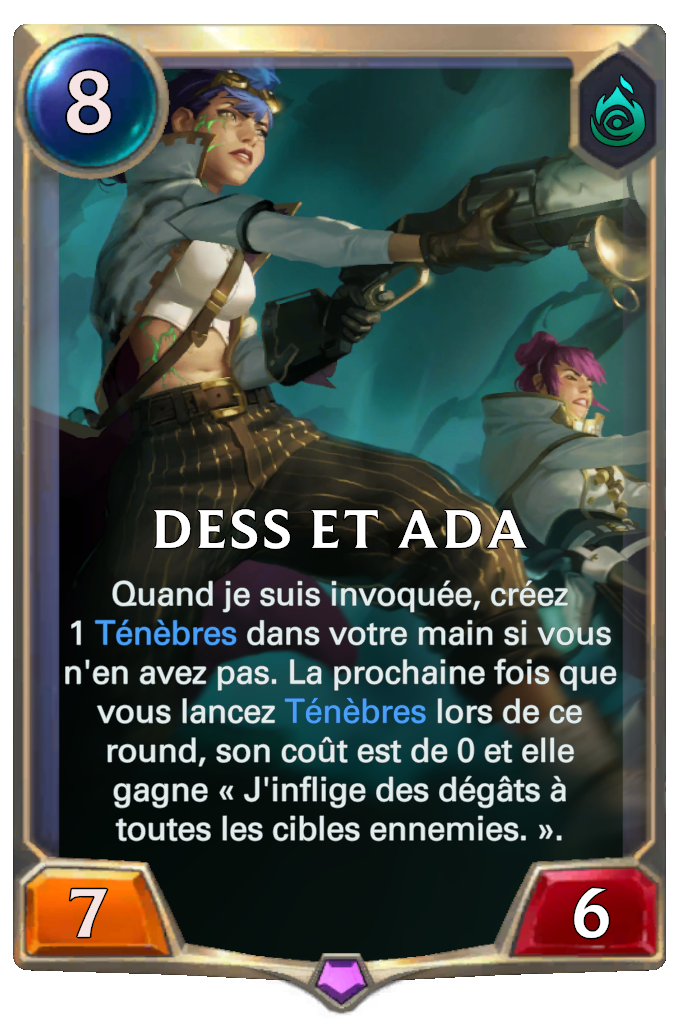 8
DESS ET ADA
Quand je suis invoquée, créez
1 Ténèbres dans votre main si vous
n'en avez pas. La prochaine fois que
vous lancez Ténèbres lors de ce
round, son coût est de 0 et elle
gagne « J'inflige des dégâts à
toutes les cibles ennemies. ».
7
6